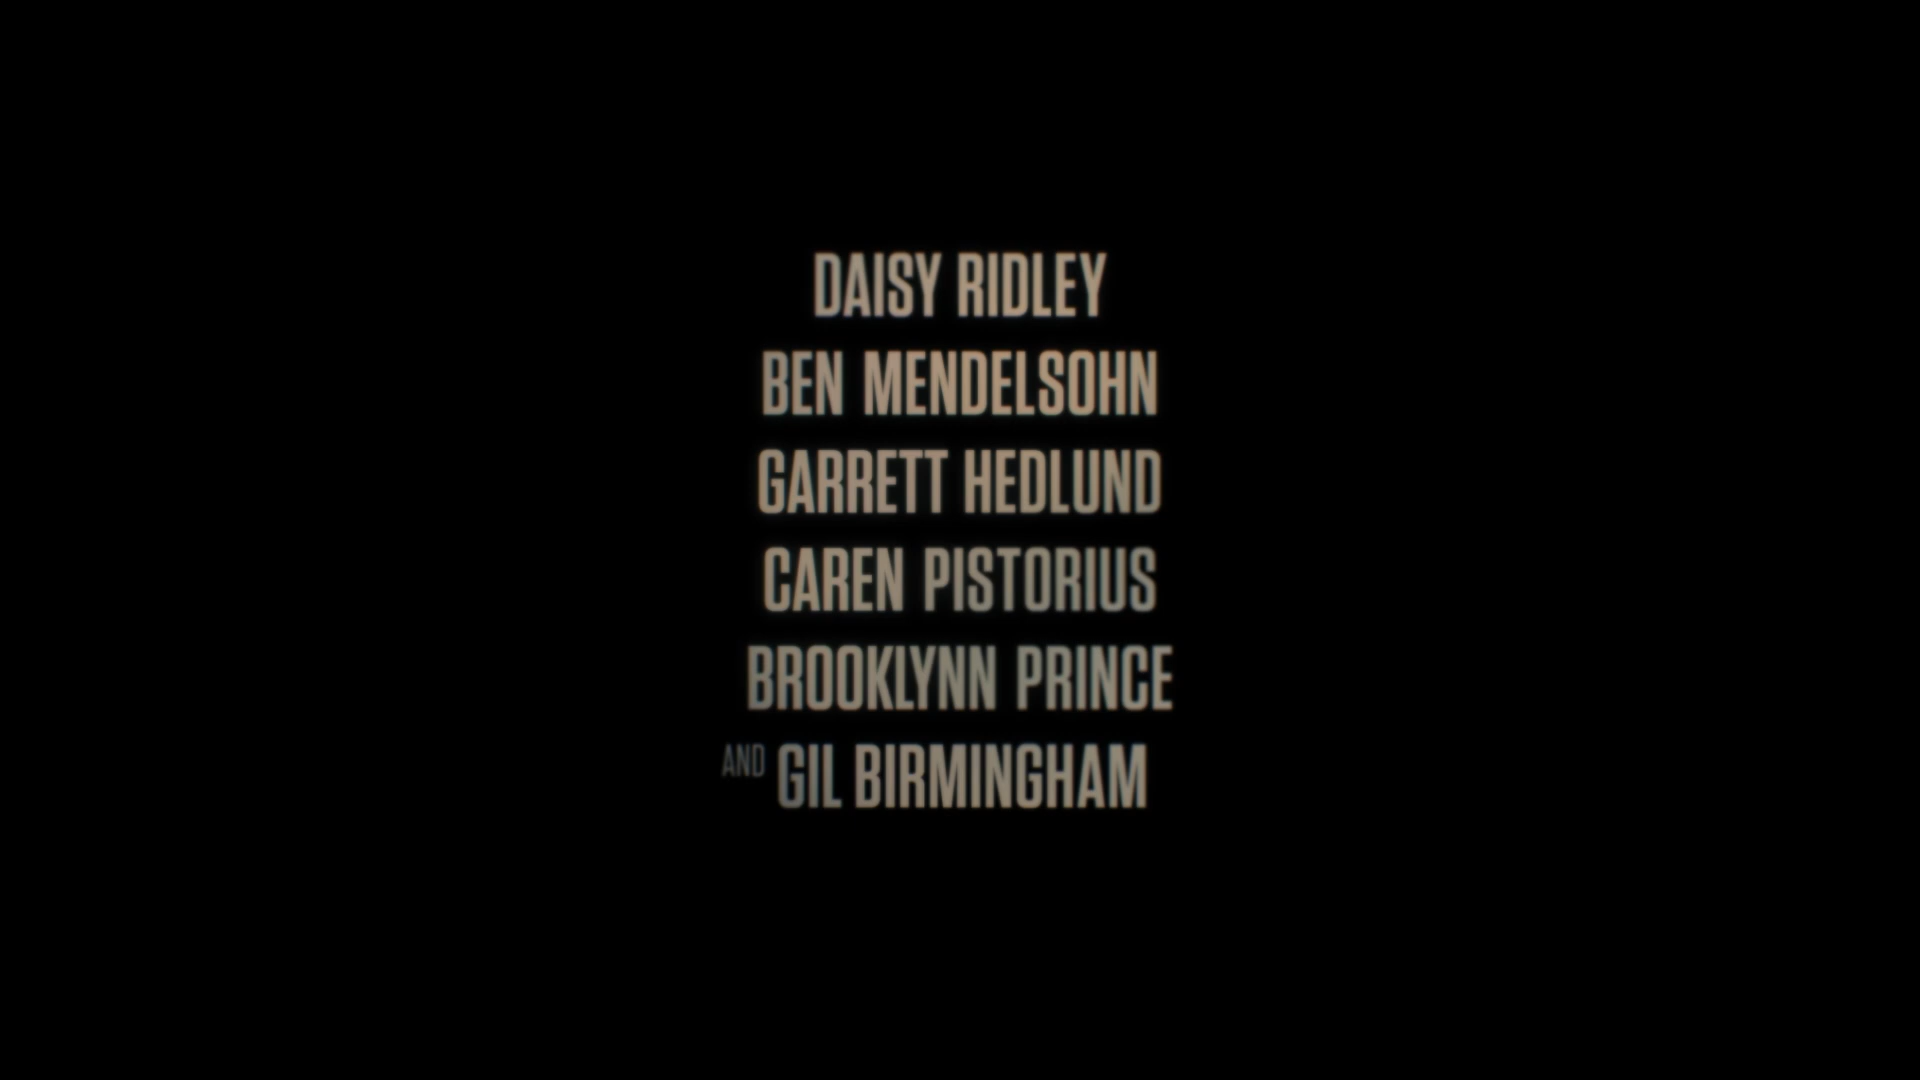 DAISY RIDLEY
BEN MENDELSOHN
GARRETT HEDLUND
CAREN PISTORIUS
BROOKLYNN PRINCE
AND GIL BIRMINGHAM